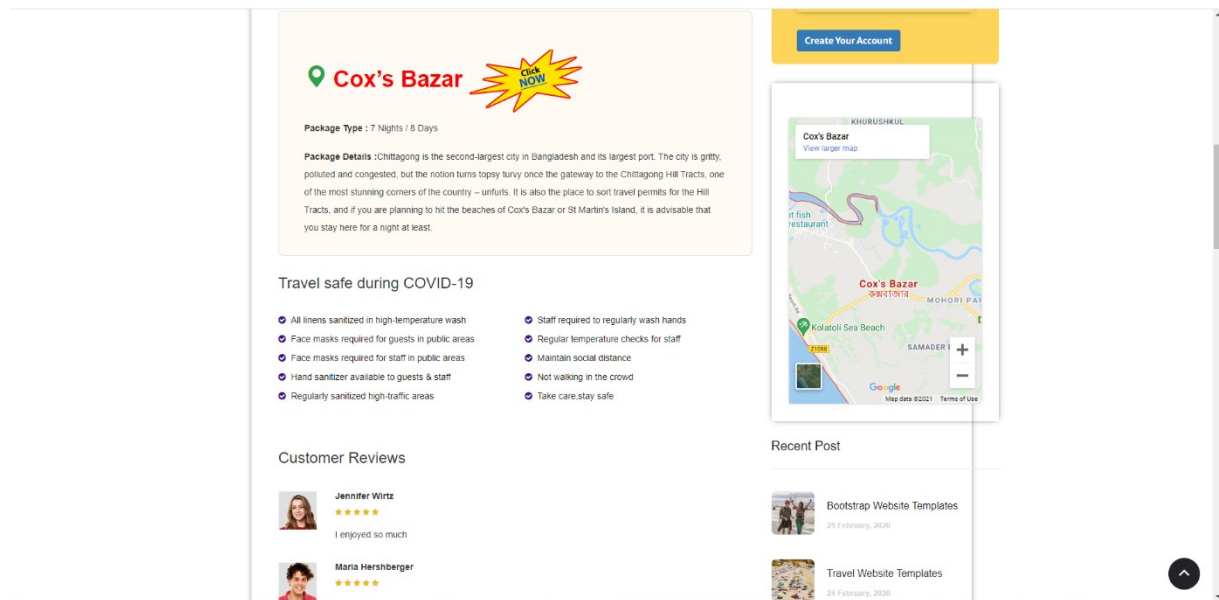 Create Your Account
Cox's Bazar
Click
NOW
Package Type : 7 Nights / 8 Days
Package Details :Chittagong is the second-largest city in Bangladesh and its largest port. The city is gritty,
polluted and congested, but the notion turns topsy turvy once the gateway to the Chittagong Hill Tracts, one
of the most stunning corners of the country – unfurls. It is also the place to sort travel permits for the Hill
Tracts, and if you are planning to hit the beaches of Cox's Bazar or St Martin's Island, it is advisable that
you stay here for a night at least.
Travel safe during COVID-19
All linens sanitized in high-temperature wash
Face masks required for guests in public areas
Face masks required for staff in public areas
Hand sanitizer available to guests & staff
Regularly sanitized high-traffic areas
Staff required to regularly wash hands
Regular temperature checks for staff
Maintain social distance
Not walking in the crowd
Take care,stay safe
Customer Reviews
Jennifer Wirtz
I enjoyed so much
Maria Hershberger
KHURUSHKUL
Cox's Bazar
View larger map
t fish
restaurant
Cox's Bazar
কক্সবাজার
MOHORI PA
Kolatoli Sea Beach
Z1098
SAMADER
Google
Map data ©2021 Terms of Use
Recent Post
Bootstrap Website Templates
25 February, 2020
Travel Website Templates
24 February, 2020